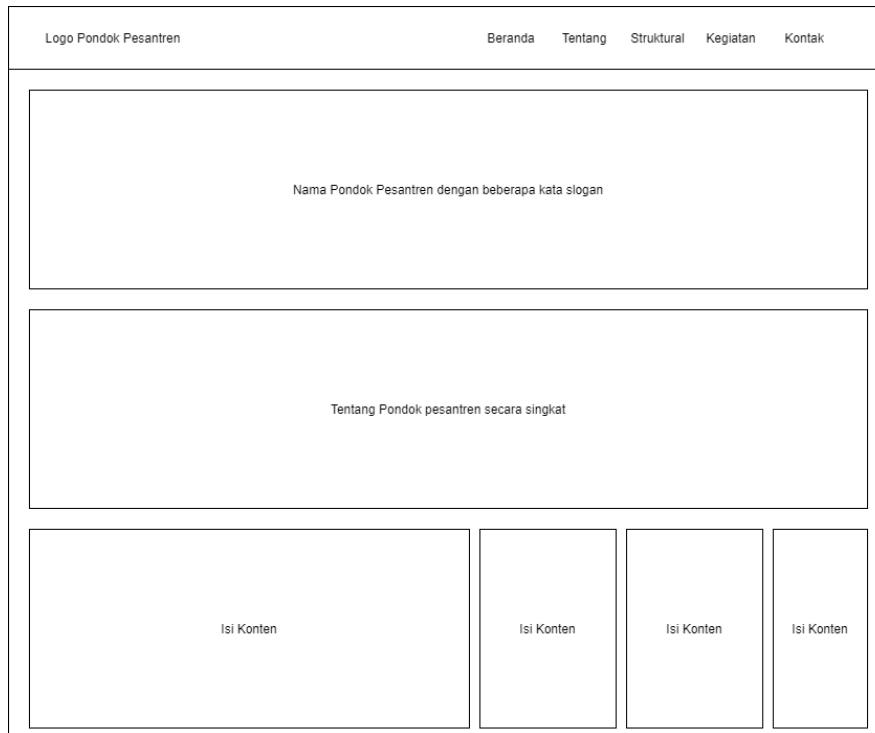 Logo Pondok Pesantren
Beranda Tentang Struktural Kegiatan Kontak
Nama Pondok Pesantren dengan beberapa kata slogan
Tentang Pondok pesantren secara singkat
Isi Konten
Isi Konten
Isi Konten
Isi Konten